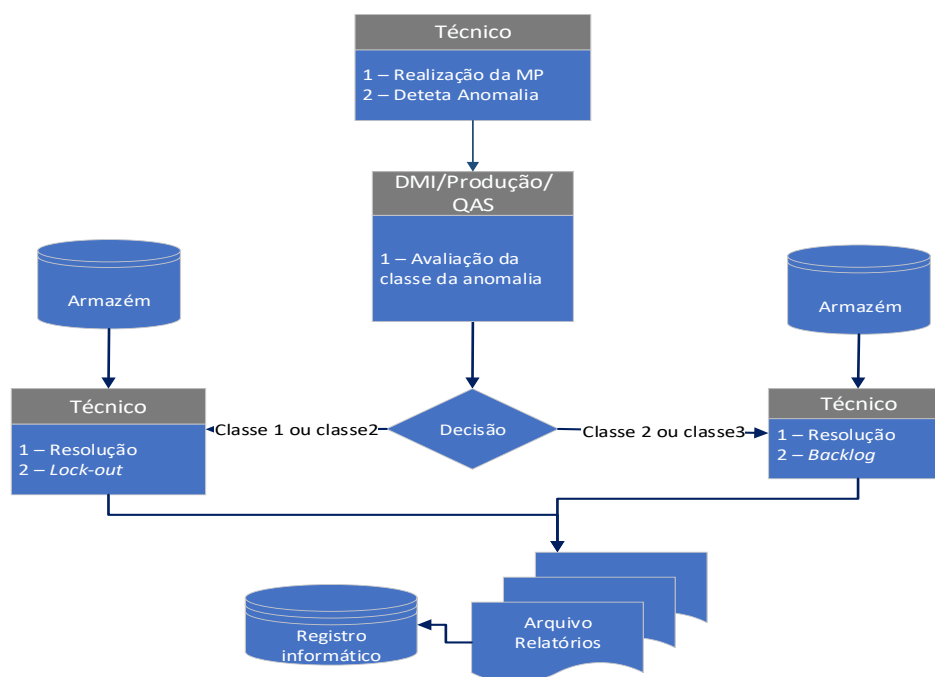 Técnico
1 – Realização da MP
2 – Deteta Anomalia
DMI/Produção/
QAS
1 – Avaliação da
classe da anomalia
Armazém
Armazém
Técnico
1 – Resolução
2 – Lock-out
Classe 1 ou classe2
Decisão
Classe 2 ou classe3
Técnico
1 – Resolução
2 – Backlog
Arquivo
Relatórios
Registro
informático